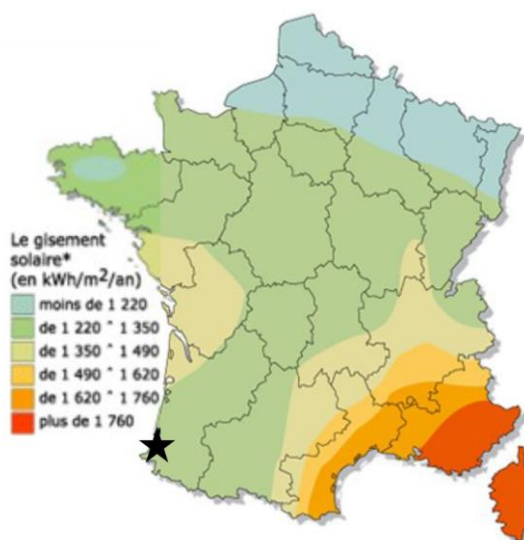 Le gisement
solaire*
(en kWh/m²/an)
moins de 1 220
de 1 220 ˆ 1 350
de 1 350 ˆ 1 490
de 1 490 ˆ 1 620
de 1 620 ˆ 1 760
plus de 1 760